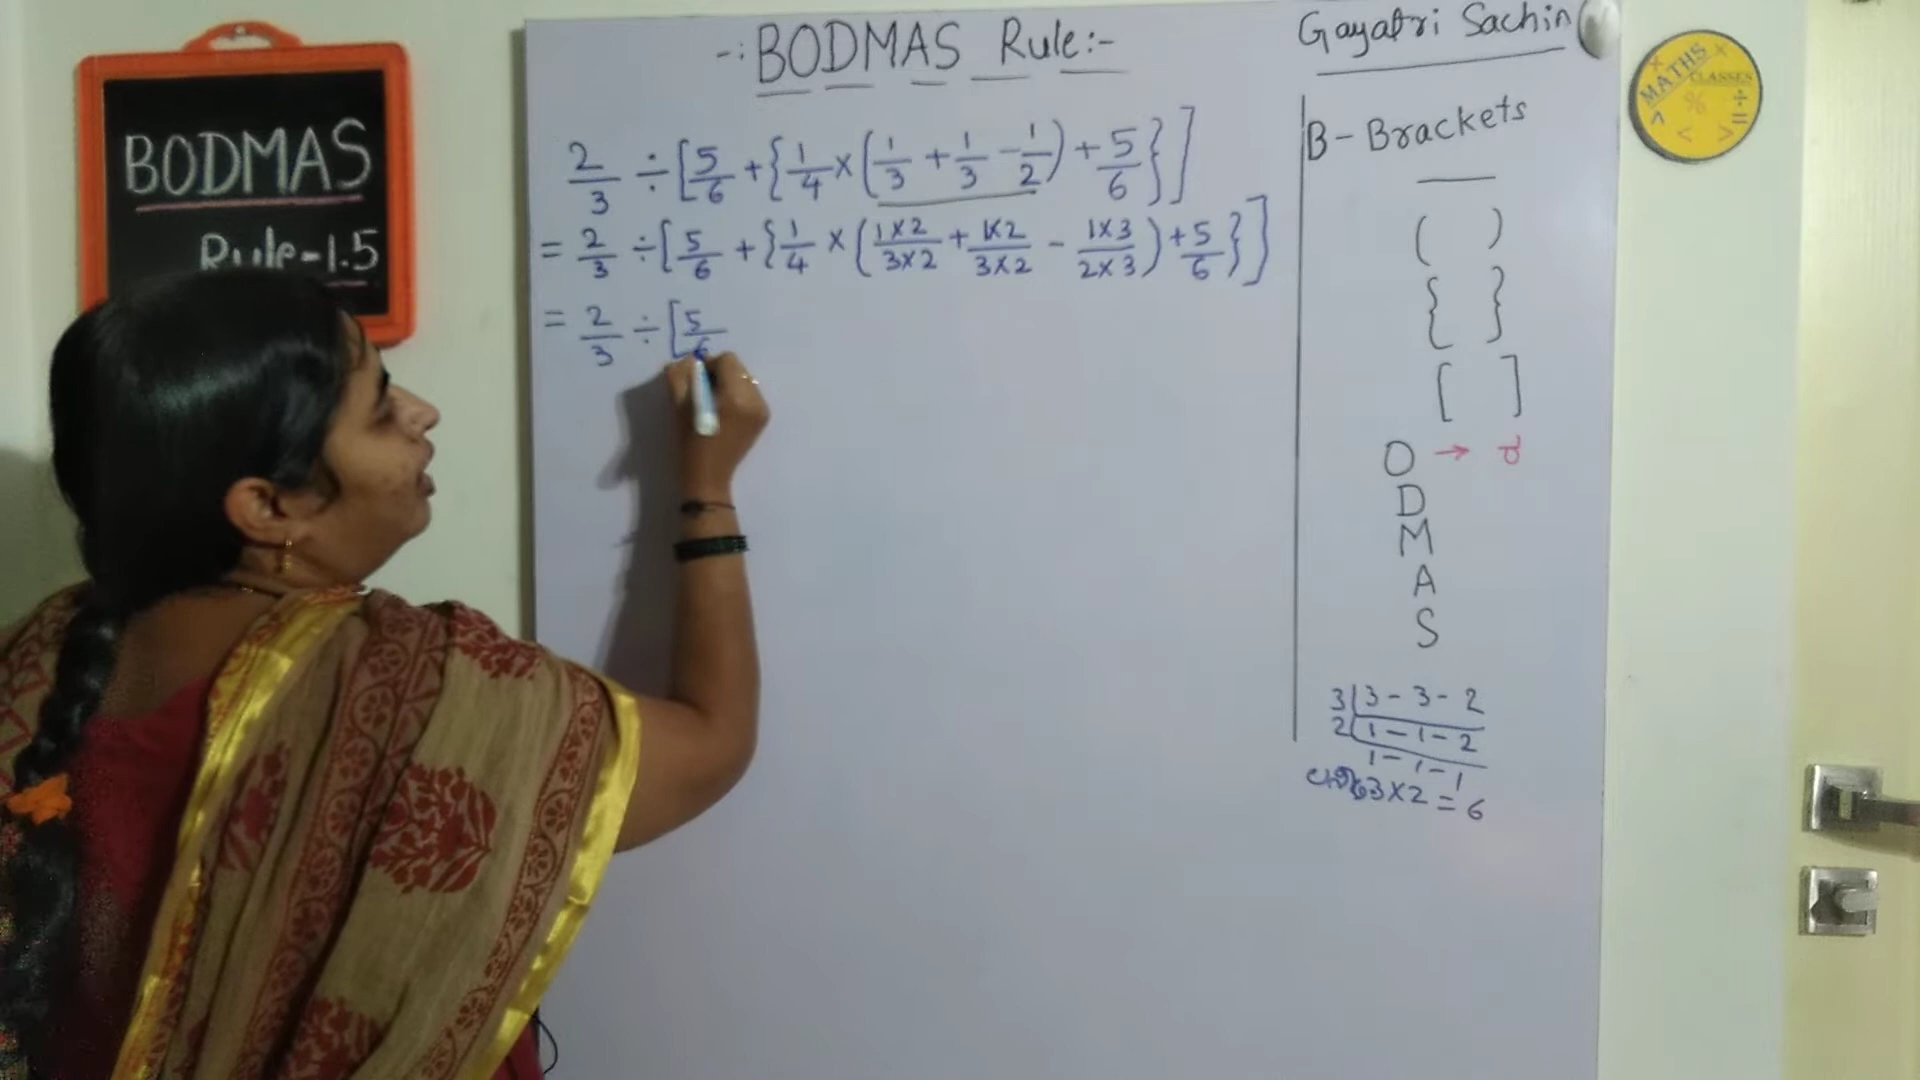 BODMAS
Rule-1.5
-: BODMAS Rule:-
2/3 ÷ [5/6 + {1/4 × (1/3 + 1/3 - 1/2) + 5/6}]
= 2/3 ÷ [5/6 + {1/4 × (1×2/3×2 + 1×2/3×2 - 1×3/2×3) + 5/6}]
= 2/3 ÷ [5/6
Gayatri Sachin
B - Brackets
( )
{ }
[ ]
O →
D
M
A
S
3|3 - 3 - 2
2|1 - 1 - 2
1 - 1 - 1
3×2 = 6
MATHS
CLASSES
× × % ÷ = ^ < >